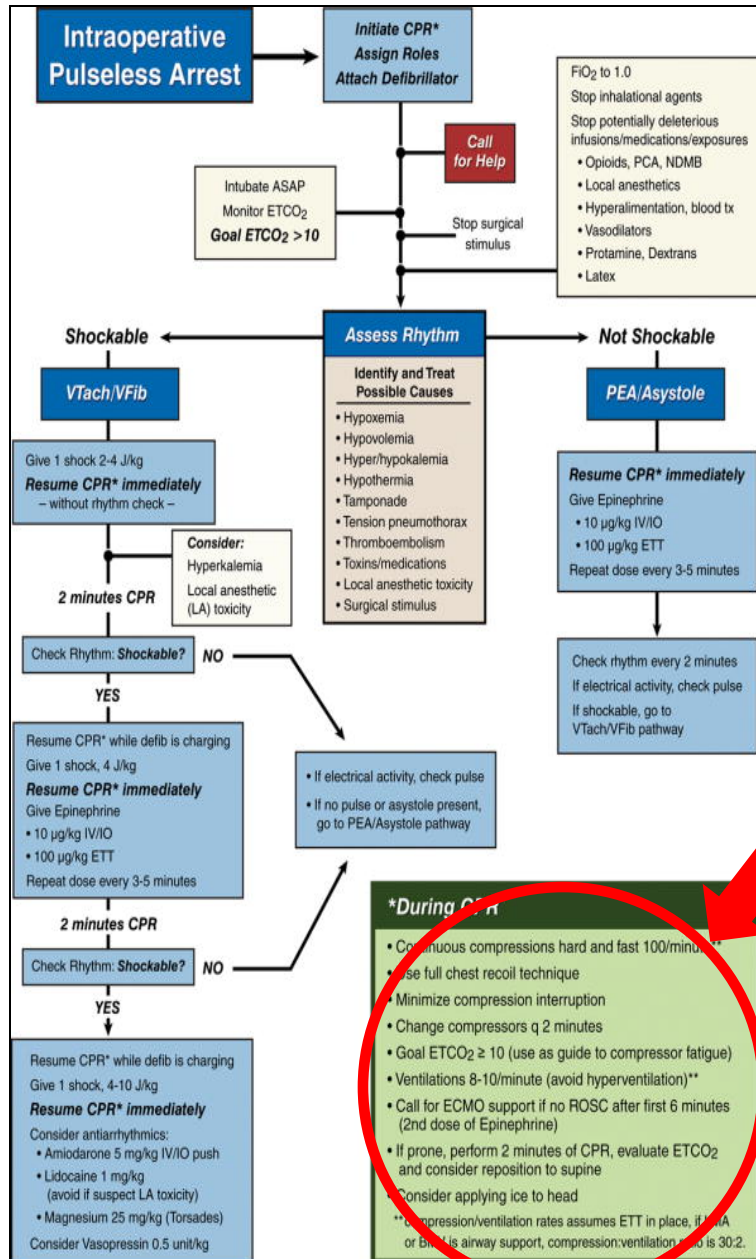 Intraoperative
Pulseless Arrest
Initiate CPR*
Assign Roles
Attach Defibrillator
Call
for Help
FiO2 to 1.0
Stop inhalational agents
Stop potentially deleterious
infusions/medications/exposures
• Opioids, PCA, NDMB
• Local anesthetics
• Hyperalimentation, blood tx
• Vasodilators
• Protamine, Dextrans
• Latex
Intubate ASAP
Monitor ETCO2
Goal ETCO2 >10
Stop surgical
stimulus
Shockable
Assess Rhythm
Not Shockable
Identify and Treat
Possible Causes
• Hypoxemia
• Hypovolemia
• Hyper/hypokalemia
• Hypothermia
• Tamponade
• Tension pneumothorax
• Thromboembolism
• Toxins/medications
• Local anesthetic toxicity
• Surgical stimulus
VTach/VFib
Give 1 shock 2-4 J/kg
Resume CPR* immediately
– without rhythm check –
Consider:
Hyperkalemia
Local anesthetic
(LA) toxicity
2 minutes CPR
Check Rhythm: Shockable?
NO
YES
Resume CPR* while defib is charging
Give 1 shock, 4 J/kg
Resume CPR* immediately
Give Epinephrine
• 10 µg/kg IV/IO
• 100 µg/kg ETT
Repeat dose every 3-5 minutes
2 minutes CPR
Check Rhythm: Shockable?
NO
YES
Resume CPR* while defib is charging
Give 1 shock, 4-10 J/kg
Resume CPR* immediately
Consider antiarrhythmics:
• Amiodarone 5 mg/kg IV/IO push
• Lidocaine 1 mg/kg
(avoid if suspect LA toxicity)
• Magnesium 25 mg/kg (Torsades)
Consider Vasopressin 0.5 unit/kg
• If electrical activity, check pulse
• If no pulse or asystole present,
go to PEA/Asystole pathway
PEA/Asystole
Resume CPR* immediately
Give Epinephrine
• 10 µg/kg IV/IO
• 100 µg/kg ETT
Repeat dose every 3-5 minutes
Check rhythm every 2 minutes
If electrical activity, check pulse
If shockable, go to
VTach/VFib pathway
*During CPR
• Continuous compressions hard and fast 100/minute**
• Use full chest recoil technique
• Minimize compression interruption
• Change compressors q 2 minutes
• Goal ETCO2 ≥ 10 (use as guide to compressor fatigue)
• Ventilations 8-10/minute (avoid hyperventilation)**
• Call for ECMO support if no ROSC after first 6 minutes
(2nd dose of Epinephrine)
• If prone, perform 2 minutes of CPR, evaluate ETCO2
and consider reposition to supine
• Consider applying ice to head
**compression/ventilation rates assumes ETT in place, if
or is airway support, compression:ventilation ratio is 30:2.